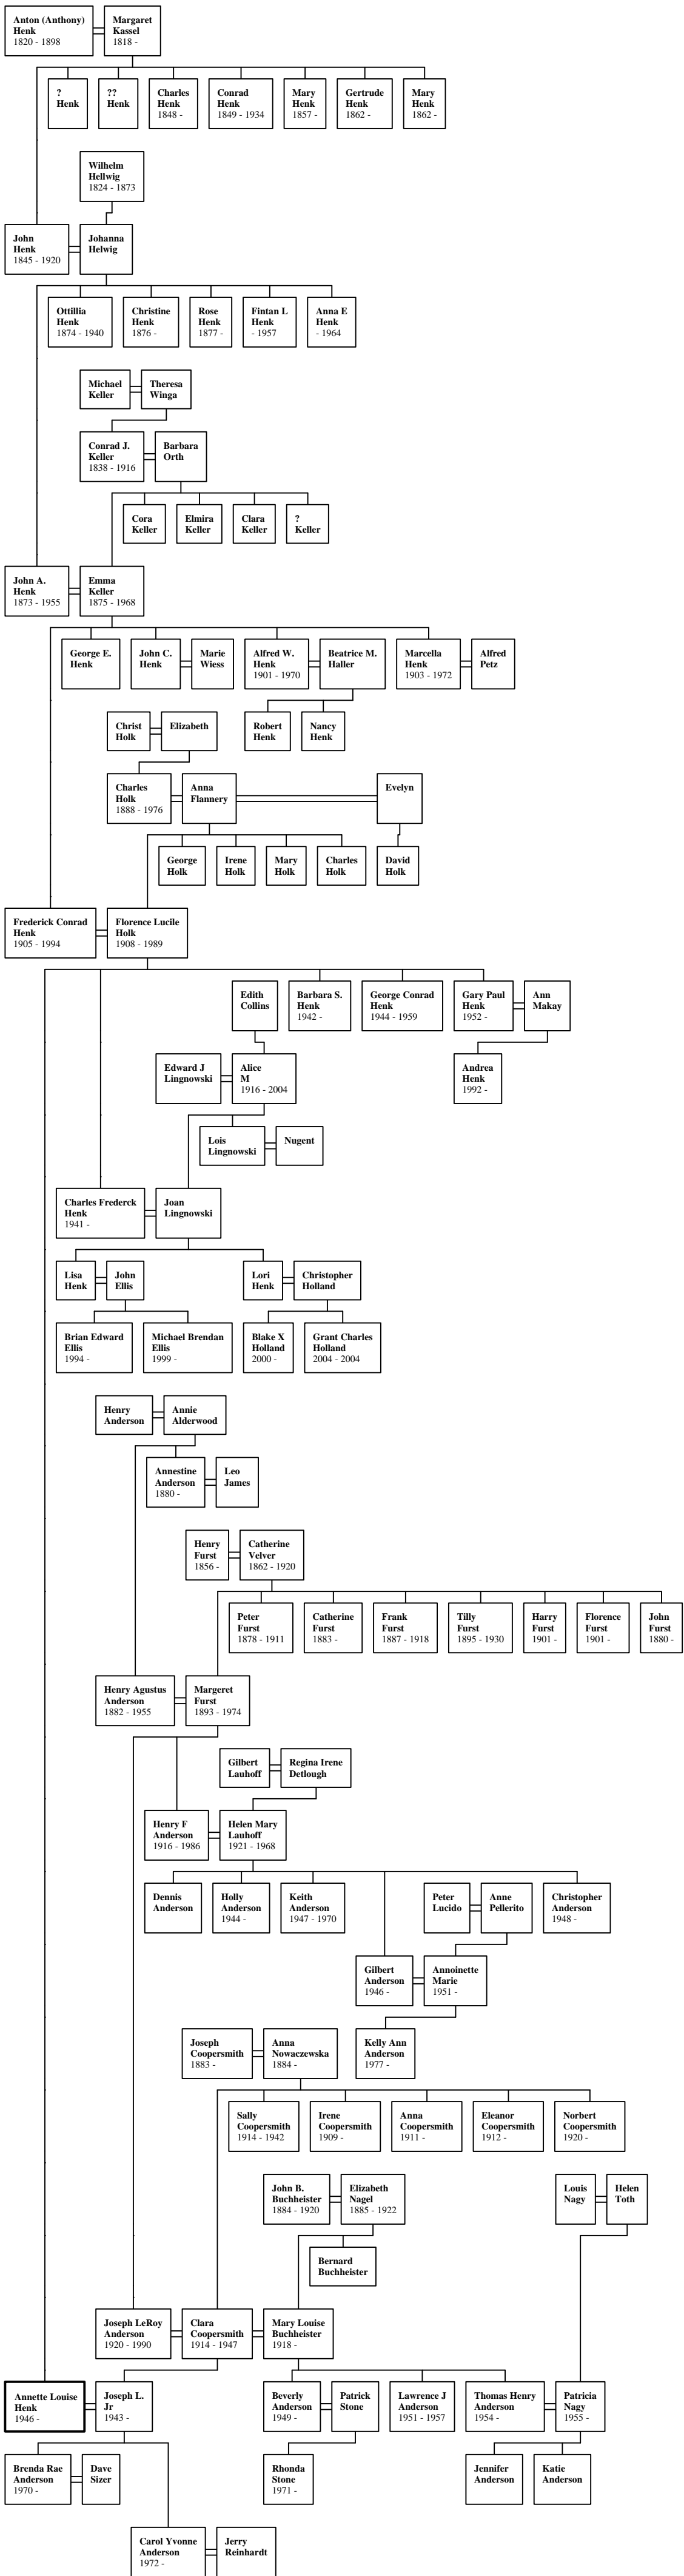 Anton (Anthony)
Henk
1820 - 1898
Margaret
Kassel
1818 -
?
Henk
??
Henk
Charles
Henk
1848 -
Conrad
Henk
1849 - 1934
Mary
Henk
1857 -
Gertrude
Henk
1862 -
Mary
Henk
1862 -
Wilhelm
Hellwig
1824 - 1873
John
Henk
1845 - 1920
Johanna
Helwig
Ottillia
Henk
1874 - 1940
Christine
Henk
1876 -
Rose
Henk
1877 -
Fintan L
Henk
- 1957
Anna E
Henk
- 1964
Michael
Keller
Theresa
Winga
Conrad J.
Keller
1838 - 1916
Barbara
Orth
Cora
Keller
Elmira
Keller
Clara
Keller
?
Keller
John A.
Henk
1873 - 1955
Emma
Keller
1875 - 1968
George E.
Henk
John C.
Henk
Marie
Wiess
Alfred W.
Henk
1901 - 1970
Beatrice M.
Haller
Marcella
Henk
1903 - 1972
Alfred
Petz
Robert
Henk
Nancy
Henk
Christ
Holk
Elizabeth
Charles
Holk
1888 - 1976
Anna
Flannery
Evelyn
George
Holk
Irene
Holk
Mary
Holk
Charles
Holk
David
Holk
Frederick Conrad
Henk
1905 - 1994
Florence Lucile
Holk
1908 - 1989
Edith
Collins
Barbara S.
Henk
1942 -
George Conrad
Henk
1944 - 1959
Gary Paul
Henk
1952 -
Ann
Makay
Edward J
Lingnowski
Alice
M
1916 - 2004
Andrea
Henk
1992 -
Lois
Lingnowski
Nugent
Charles Frederck
Henk
1941 -
Joan
Lingnowski
Lisa
Henk
John
Ellis
Lori
Henk
Christopher
Holland
Brian Edward
Ellis
1994 -
Michael Brendan
Ellis
1999 -
Blake X
Holland
2000 -
Grant Charles
Holland
2004 - 2004
Henry
Anderson
Annie
Alderwood
Annestine
Anderson
1880 -
Leo
James
Henry
Furst
1856 -
Catherine
Velver
1862 - 1920
Peter
Furst
1878 - 1911
Catherine
Furst
1883 -
Frank
Furst
1887 - 1918
Tilly
Furst
1895 - 1930
Harry
Furst
1901 -
Florence
Furst
1901 -
John
Furst
1880 -
Henry Agustus
Anderson
1882 - 1955
Margeret
Furst
1893 - 1974
Gilbert
Lauhoff
Regina Irene
Detlough
Henry F
Anderson
1916 - 1986
Helen Mary
Lauhoff
1921 - 1968
Dennis
Anderson
Holly
Anderson
1944 -
Keith
Anderson
1947 - 1970
Peter
Lucido
Anne
Pellerito
Christopher
Anderson
1948 -
Gilbert
Anderson
1946 -
Annoinette
Marie
1951 -
Joseph
Coopersmith
1883 -
Anna
Nowaczewska
1884 -
Kelly Ann
Anderson
1977 -
Sally
Coopersmith
1914 - 1942
Irene
Coopersmith
1909 -
Anna
Coopersmith
1911 -
Eleanor
Coopersmith
1912 -
Norbert
Coopersmith
1920 -
John B.
Buchheister
1884 - 1920
Elizabeth
Nagel
1885 - 1922
Louis
Nagy
Helen
Toth
Bernard
Buchheister
Joseph LeRoy
Anderson
1920 - 1990
Clara
Coopersmith
1914 - 1947
Mary Louise
Buchheister
1918 -
Annette Louise
Henk
1946 -
Joseph L.
Jr
1943 -
Beverly
Anderson
1949 -
Patrick
Stone
Lawrence J
Anderson
1951 - 1957
Thomas Henry
Anderson
1954 -
Patricia
Nagy
1955 -
Brenda Rae
Anderson
1970 -
Dave
Sizer
Rhonda
Stone
1971 -
Jennifer
Anderson
Katie
Anderson
Carol Yvonne
Anderson
1972 -
Jerry
Reinhardt